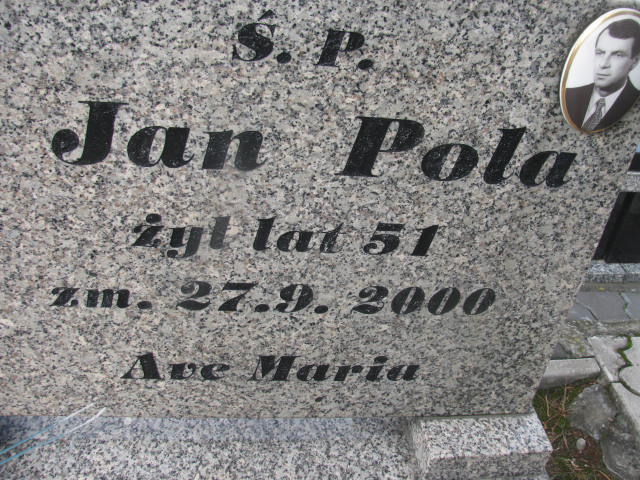 Ś. P.
Jan Pola
żył lat 51
zm. 27.9. 2000
Ave Maria